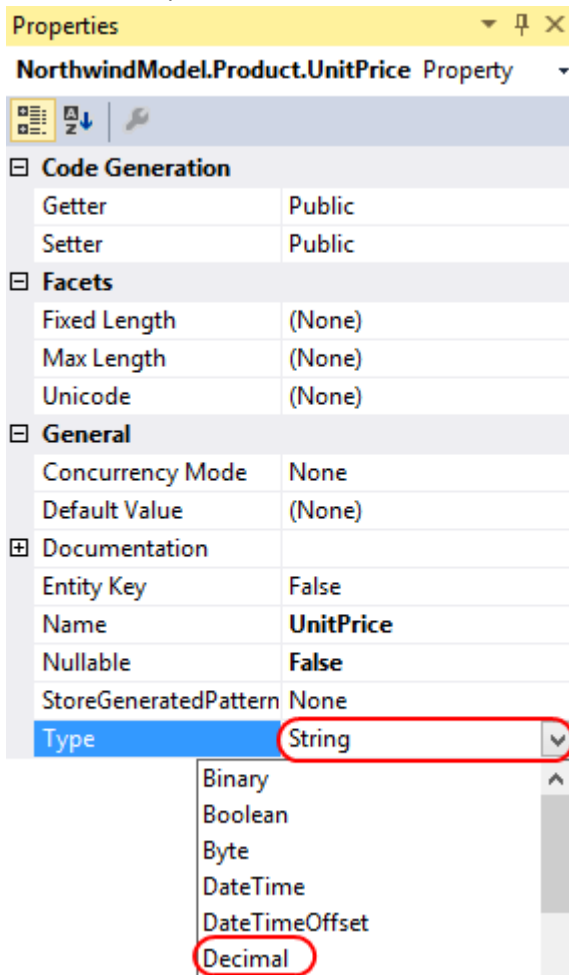 Properties
NorthwindModel.Product.UnitPrice Property
Code Generation
Getter Public
Setter Public
Facets
Fixed Length (None)
Max Length (None)
Unicode (None)
General
Concurrency Mode None
Default Value (None)
Documentation
Entity Key False
Name UnitPrice
Nullable False
StoreGeneratedPattern None
Type String
Binary
Boolean
Byte
DateTime
DateTimeOffset
Decimal